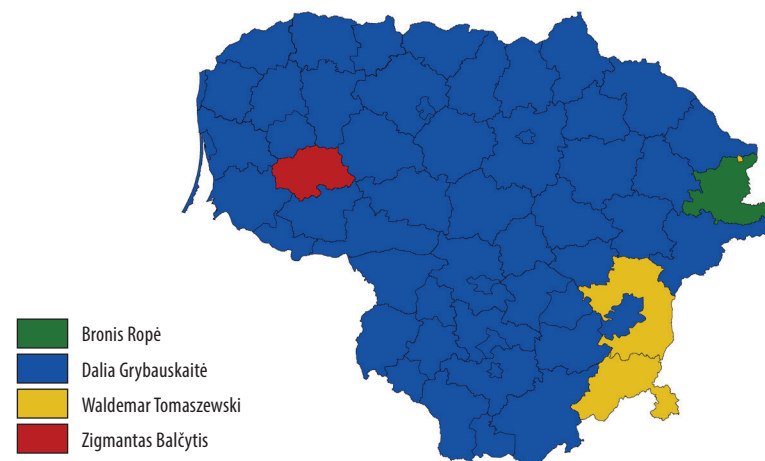 Bronis Ropė
Dalia Grybauskaitė
Waldemar Tomaszewski
Zigmantas Balčytis